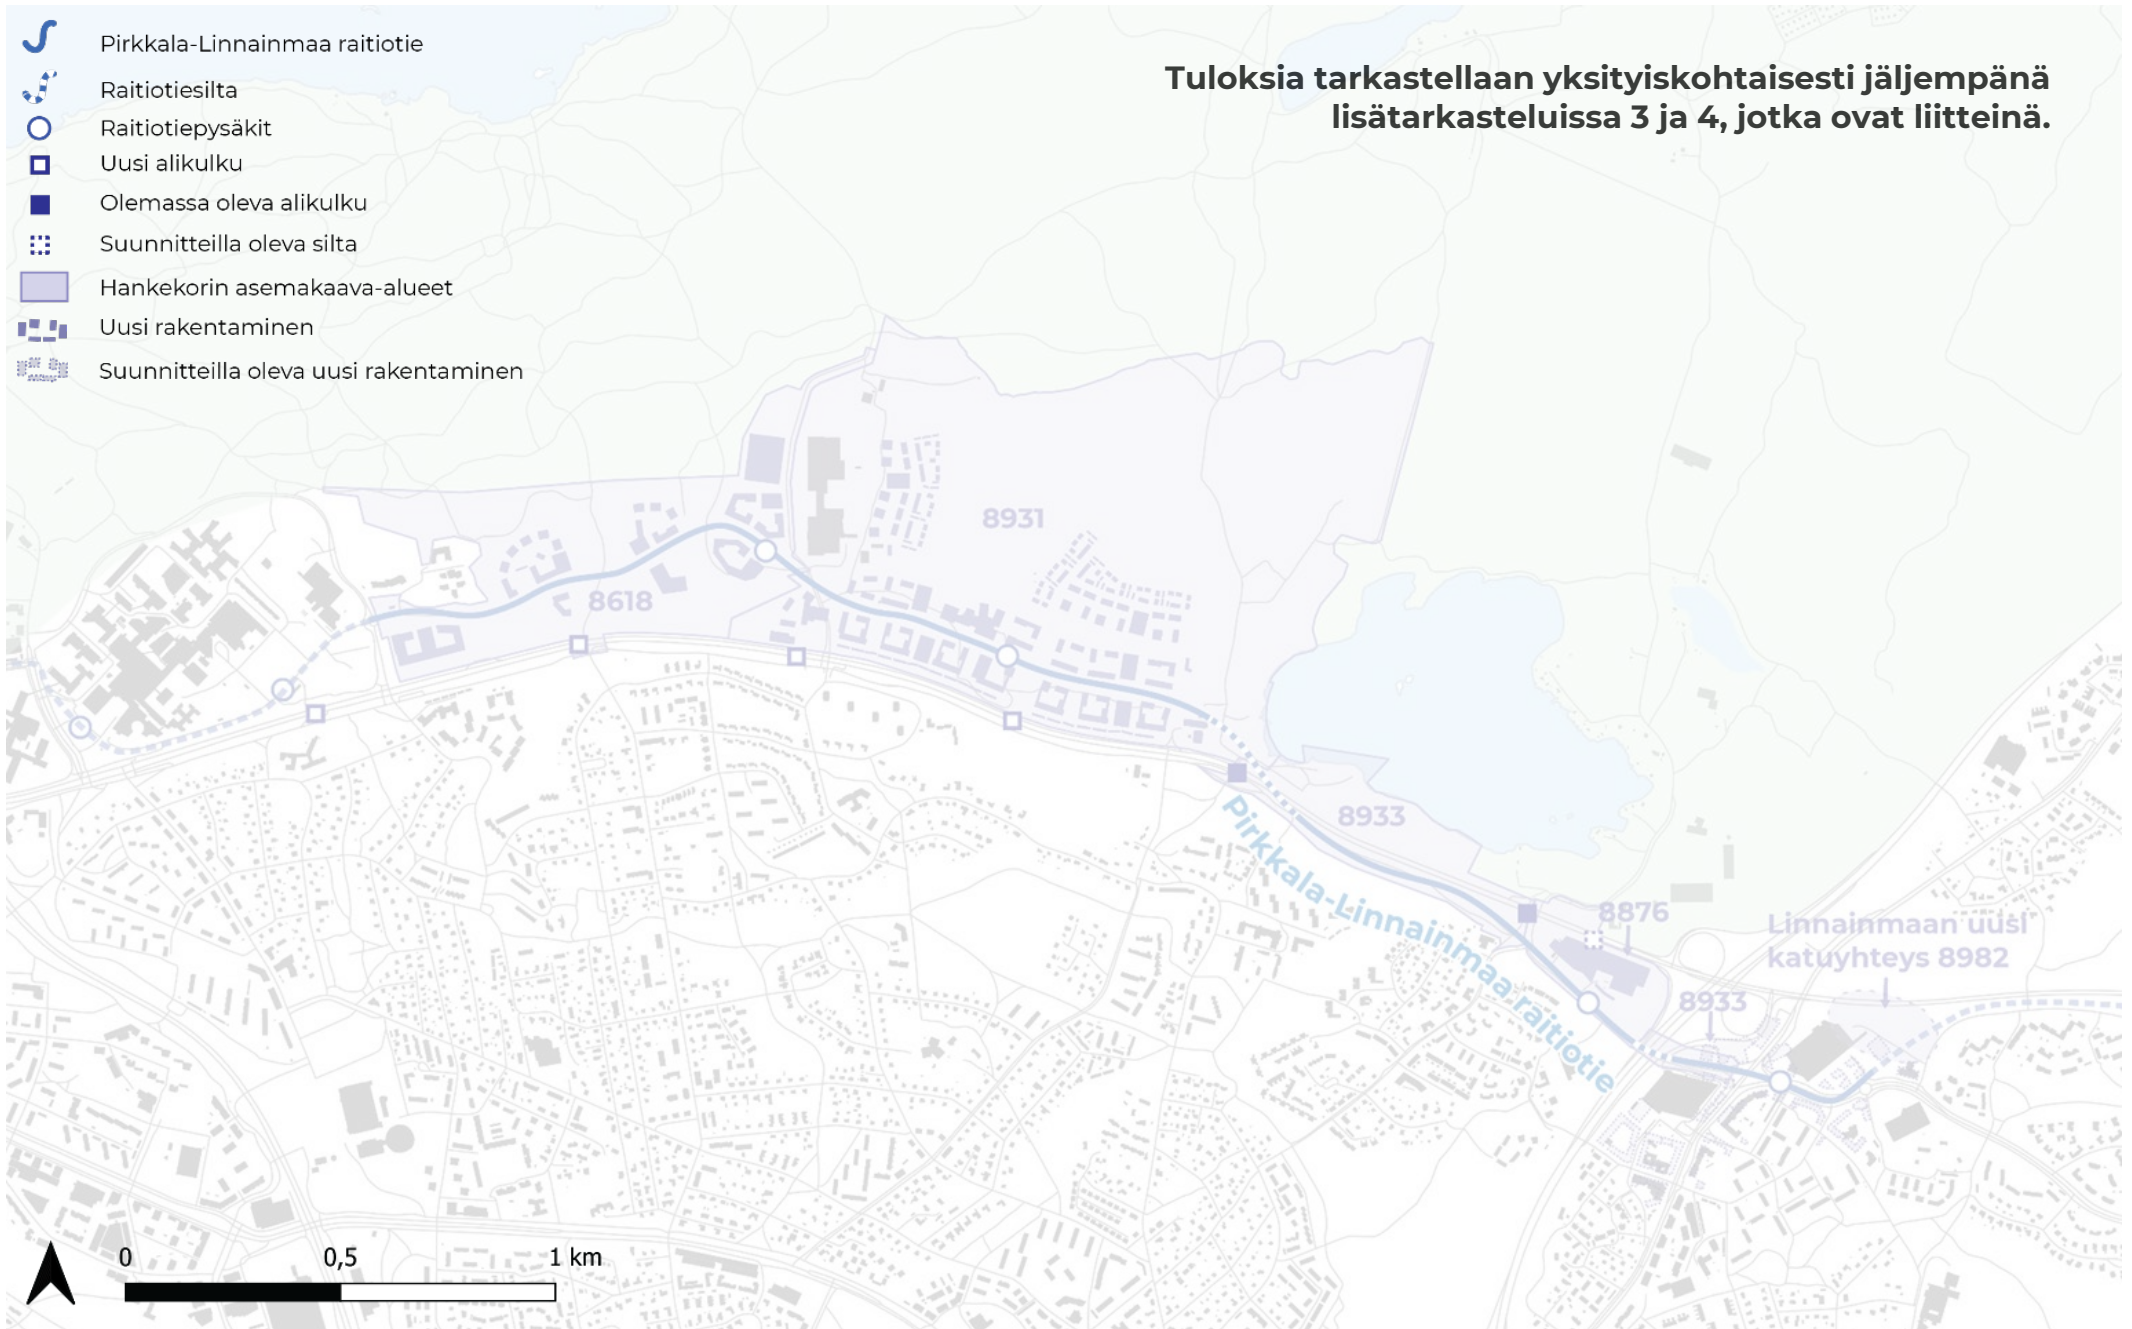 Pirkkala-Linnainmaa raitiotie
Raitiotiesilta
Raitiotiepysäkit
Uusi alikulku
Olemassa oleva alikulku
Suunnitteilla oleva silta
Hankekorin asemakaava-alueet
Uusi rakentaminen
Suunnitteilla oleva uusi rakentaminen
Tuloksia tarkastellaan yksityiskohtaisesti jäljempänä
lisätarkasteluissa 3 ja 4, jotka ovat liitteinä.
8931
8618
8933
Pirkkala-Linnainmaa raitiotie
8876
Linnainmaan uusi
katuyhteys 8982
8933
0 0,5 1 km